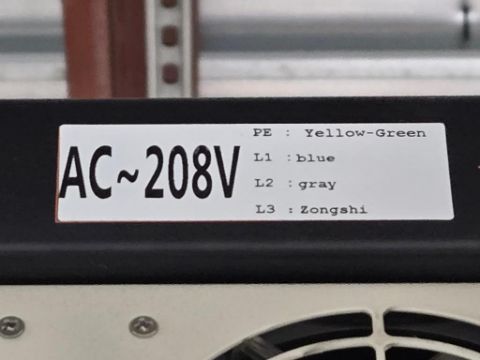 AC~208V
PE : Yellow-Green
L1 : blue
L2 : gray
L3 : Zongshi